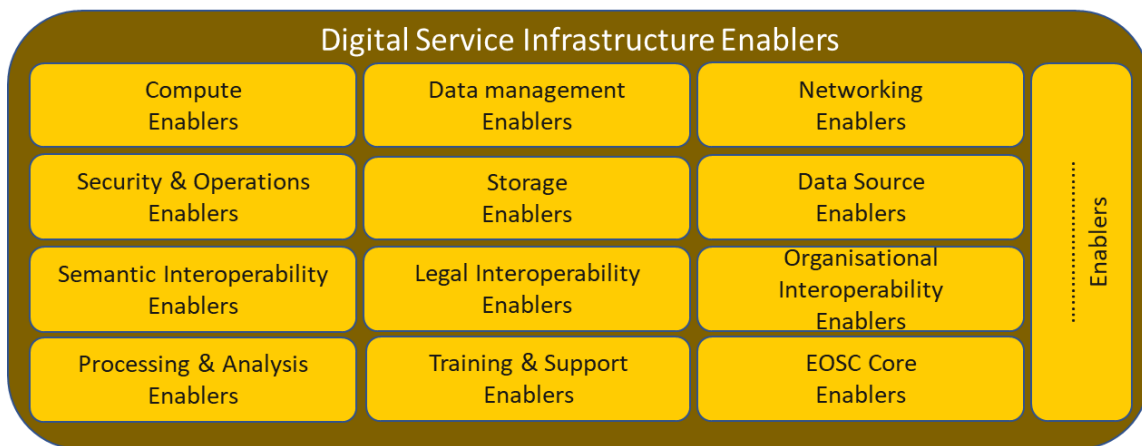 Digital Service Infrastructure Enablers
Compute
Enablers
Data management
Enablers
Networking
Enablers
Security & Operations
Enablers
Storage
Enablers
Data Source
Enablers
Semantic Interoperability
Enablers
Legal Interoperability
Enablers
Organisational
Interoperability
Enablers
Processing & Analysis
Enablers
Training & Support
Enablers
EOSC Core
Enablers
.....................
Enablers